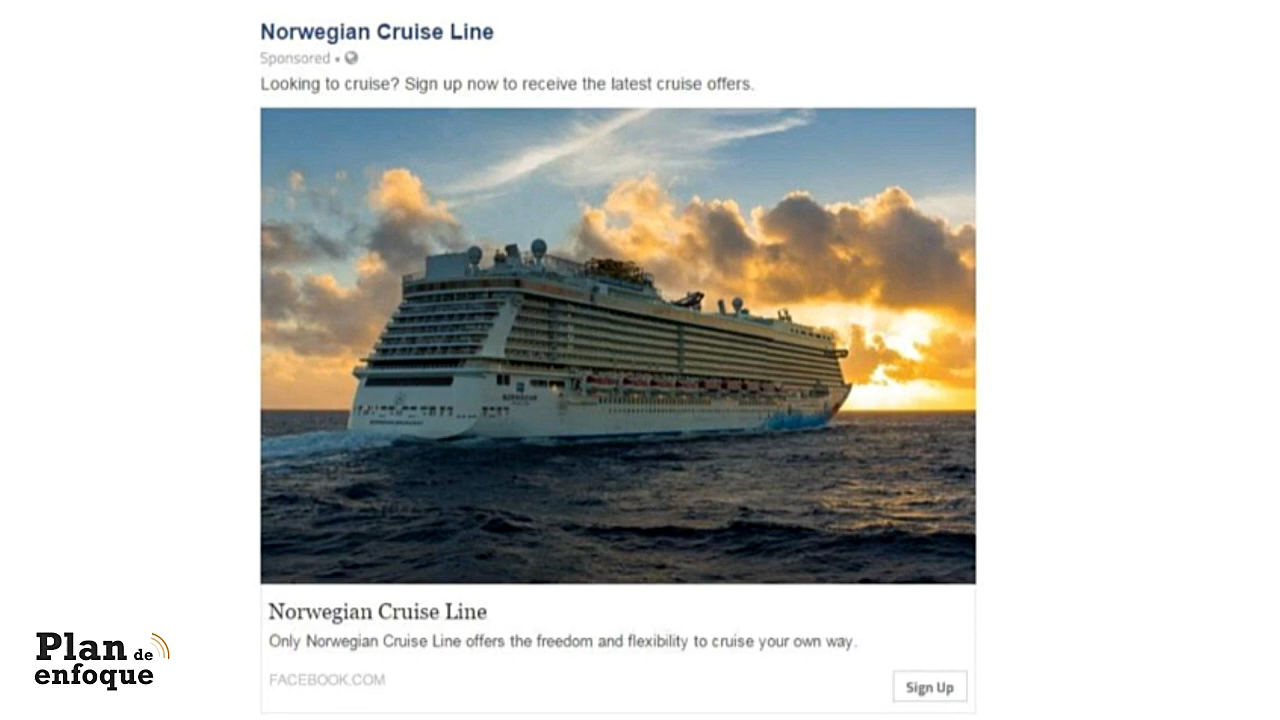 Norwegian Cruise Line
Sponsored •
Looking to cruise? Sign up now to receive the latest cruise offers.
NORWEGIAN
Norwegian Cruise Line
Only Norwegian Cruise Line offers the freedom and flexibility to cruise your own way.
FACEBOOK.COM
Sign Up
Plan de
enfoque